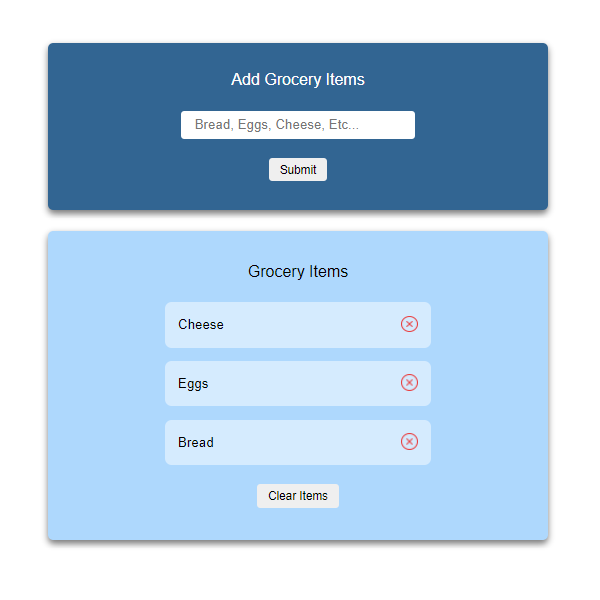 Add Grocery Items
Bread, Eggs, Cheese, Etc...
Submit
Grocery Items
Cheese
Eggs
Bread
Clear Items